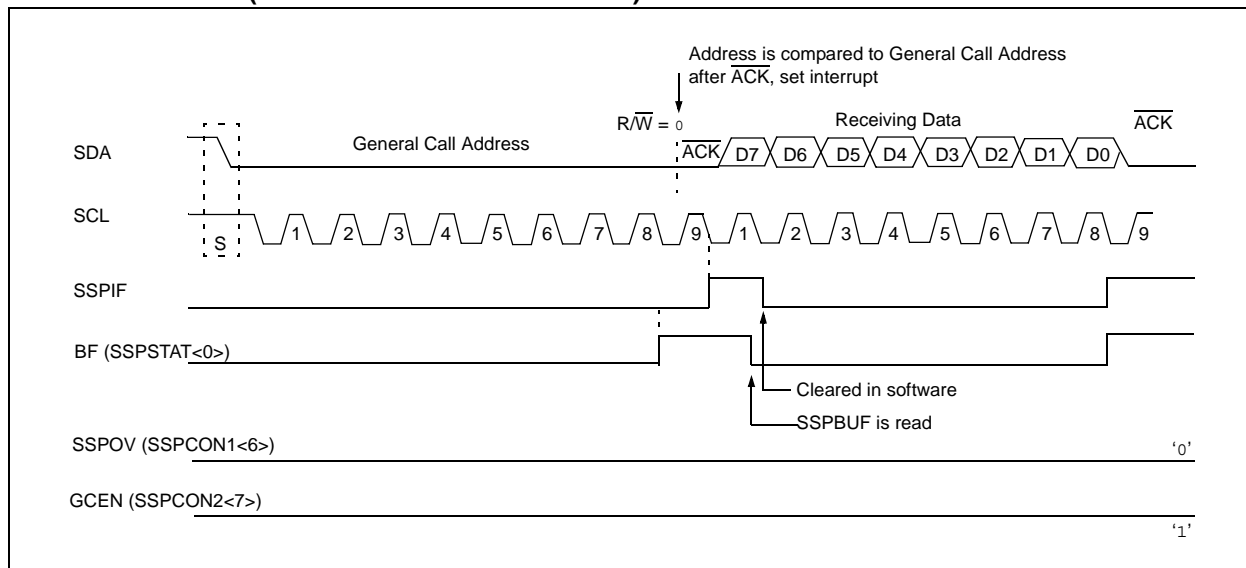 (
)
Address is compared to General Call Address
after ACK, set interrupt
R/W = 0
Receiving Data
ACK
SDA
General Call Address
ACK
D7 D6 D5 D4 D3 D2 D1 D0
SCL
S
1 2 3 4 5 6 7 8 9 1 2 3 4 5 6 7 8 9
SSPIF
BF (SSPSTAT<0>)
Cleared in software
SSPBUF is read
SSPOV (SSPCON1<6>)
‘0’
GCEN (SSPCON2<7>)
‘1’